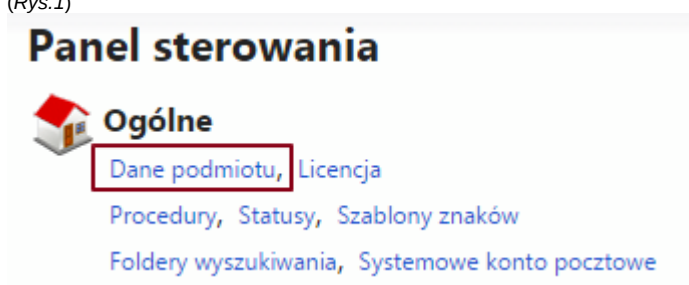 (Rys.1)
Panel sterowania
Ogólne
Dane podmiotu, Licencja
Procedury, Statusy, Szablony znaków
Foldery wyszukiwania, Systemowe konto pocztowe